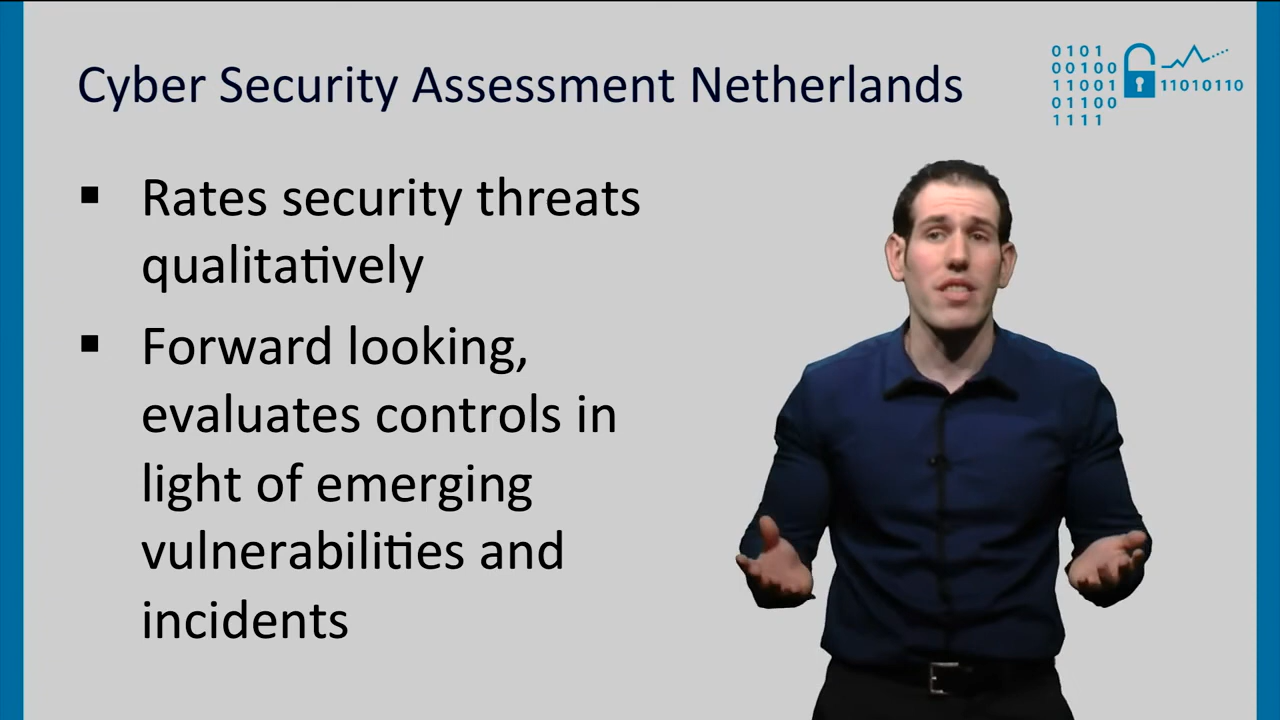 Cyber Security Assessment Netherlands
0101
00100
11001
01100
1111
11010110
▪ Rates security threats
qualitatively
▪ Forward looking,
evaluates controls in
light of emerging
vulnerabilities and
incidents